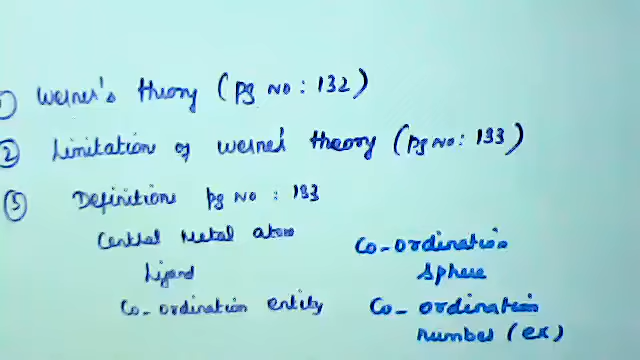 ① Werner's theory (Pg No : 132)
② Limitation of Werner's theory (Pg No : 133)
③ Definitions Pg No : 133
Central Metal atom
Ligand
Co-ordination entity
Co-ordination
Sphere
Co-ordination
number (ex)